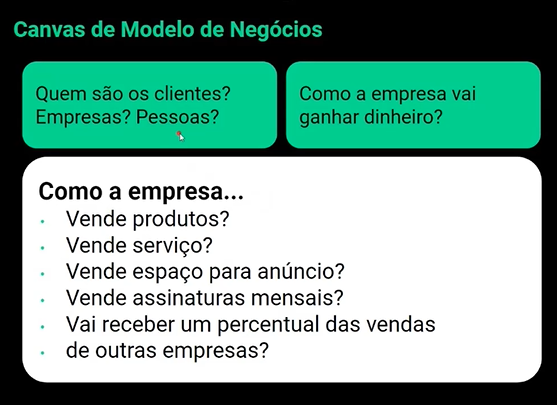 Canvas de Modelo de Negócios
Quem são os clientes?
Empresas? Pessoas?
Como a empresa vai
ganhar dinheiro?
Como a empresa...
• Vende produtos?
• Vende serviço?
• Vende espaço para anúncio?
• Vende assinaturas mensais?
• Vai receber um percentual das vendas
• de outras empresas?